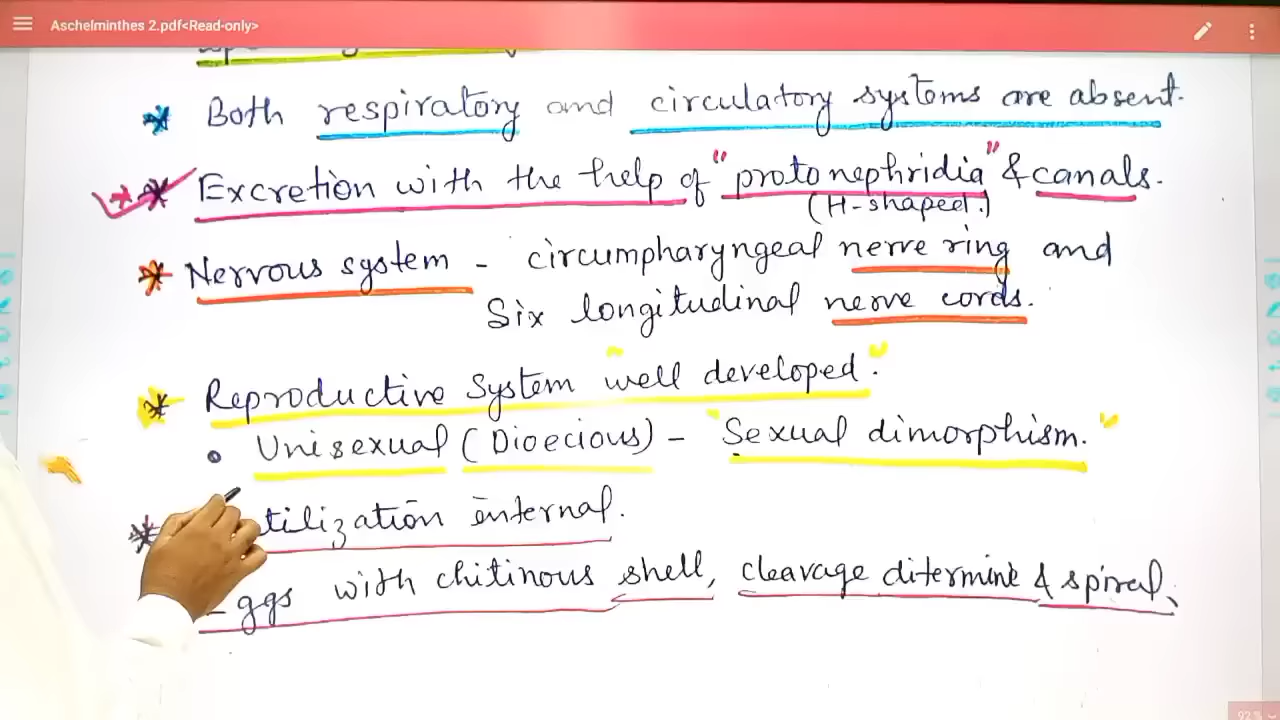 Aschelminthes 2.pdf<Read-only>
* Both respiratory and circulatory systems are absent.
* Excretion with the help of "protonephridia" & canals.
(H-shaped.)
* Nervous system - circumpharyngeal nerve ring and
Six longitudinal nerve cords.
* Reproductive System "well developed."
• Unisexual (Dioecious) - "Sexual dimorphism."
* tilization internal.
ggs with chitinous shell, cleavage ditermine & spiral.
92%